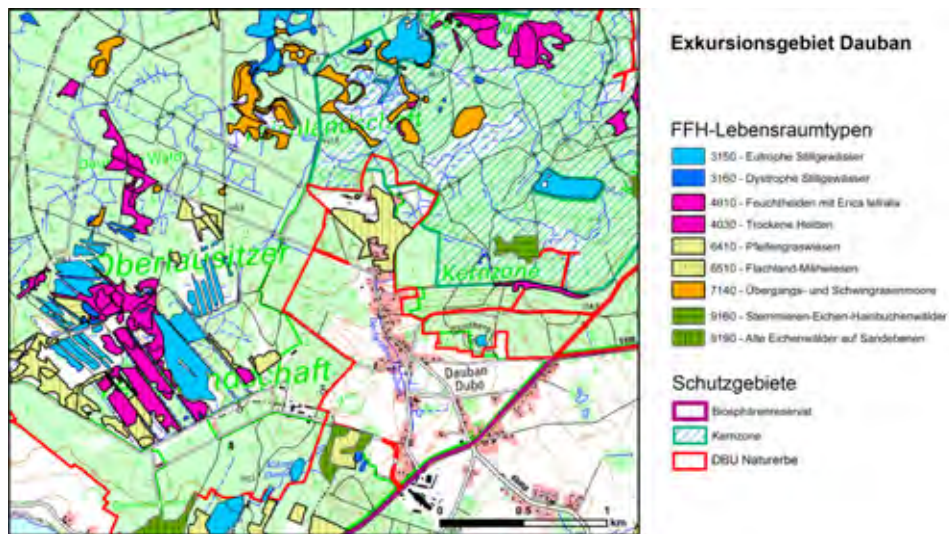 Exkursionsgebiet Dauban
FFH-Lebensraumtypen
3150 - Eutrophe Stillgewässer
3160 - Dystrophe Stillgewässer
4010 - Feuchtheiden mit Erica tetralix
4030 - Trockene Heiden
6410 - Pfeifengraswiesen
6510 - Flachland-Mähwiesen
7140 - Übergangs- und Schwingrasenmoore
9160 - Sternmieren-Eichen-Hainbuchenwälder
9190 - Alte Eichenwälder auf Sandebenen
Schutzgebiete
Biosphärenreservat
Kernzone
DBU Naturerbe
Wald
Oberlausitzer
Kernzone
Dauban
Dubo
0 0.5 1
km